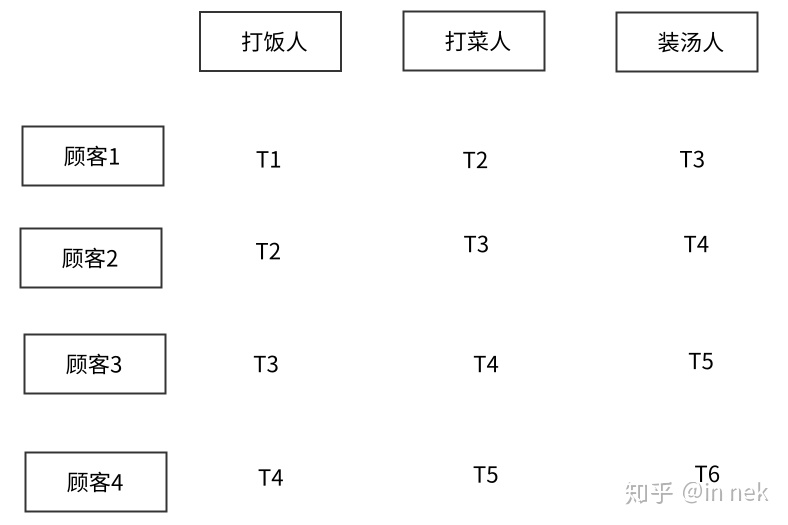 打饭人 打菜人 装汤人
顾客1 T1 T2 T3
顾客2 T2 T3 T4
顾客3 T3 T4 T5
顾客4 T4 T5 T6
知乎 @in nek